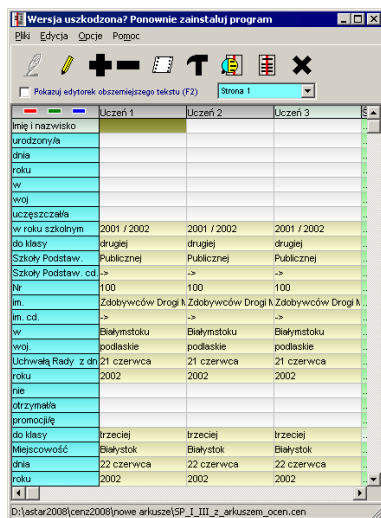 Wersja uszkodzona? Ponownie zainstaluj program
Pliki Edycja Opcje Pomoc
Pokazuj edytorek obszerniejszego tekstu (F2) Strona 1
Uczeń 1 Uczeń 2 Uczeń 3
Imię i nazwisko
urodzony/a
dnia
roku
w
woj
uczęszczał/a
w roku szkolnym 2001 / 2002 2001 / 2002 2001 / 2002
do klasy drugiej drugiej drugiej
Szkoły Podstaw. Publicznej Publicznej Publicznej
Szkoły Podstaw. cd. -> -> ->
Nr 100 100 100
im. Zdobywców Drogi Zdobywców Drogi Zdobywców Drogi
im. cd. -> -> ->
w Białymstoku Białymstoku Białymstoku
woj. podlaskie podlaskie podlaskie
Uchwałą Rady z dn 21 czerwca 21 czerwca 21 czerwca
roku 2002 2002 2002
nie
otrzymał/a
promocji/ę
do klasy trzeciej trzeciej trzeciej
Miejscowość Białystok Białystok Białystok
dnia 22 czerwca 22 czerwca 22 czerwca
roku 2002 2002 2002
D:\astar2008\cenz2008\nowe arkusze\SP_I_III_z_arkuszem_ocen.cen